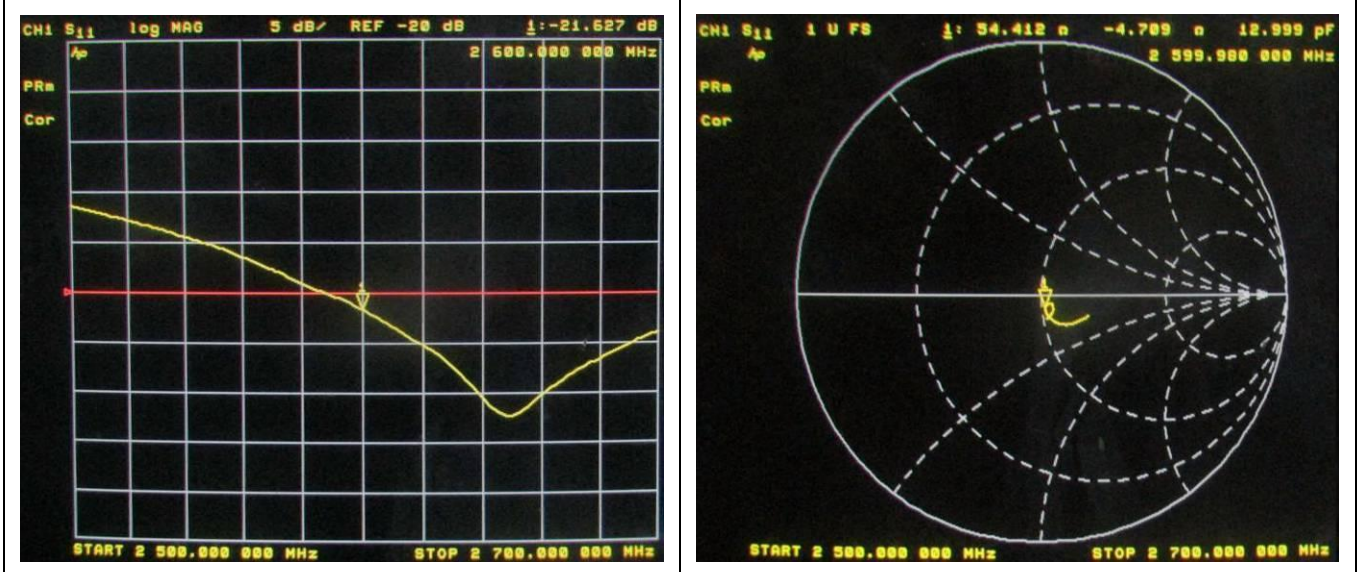 CH1 S11 log MAG 5 dB/ REF -20 dB 1:-21.627 dB
hp
2 600.000 000 MHz
PRm
Cor
START 2 500.000 000 MHz STOP 2 700.000 000 MHz
CH1 S11 1 U FS 1: 54.412 Ω -4.709 Ω 12.999 pF
hp
2 599.980 000 MHz
PRm
Cor
START 2 500.000 000 MHz STOP 2 700.000 000 MHz